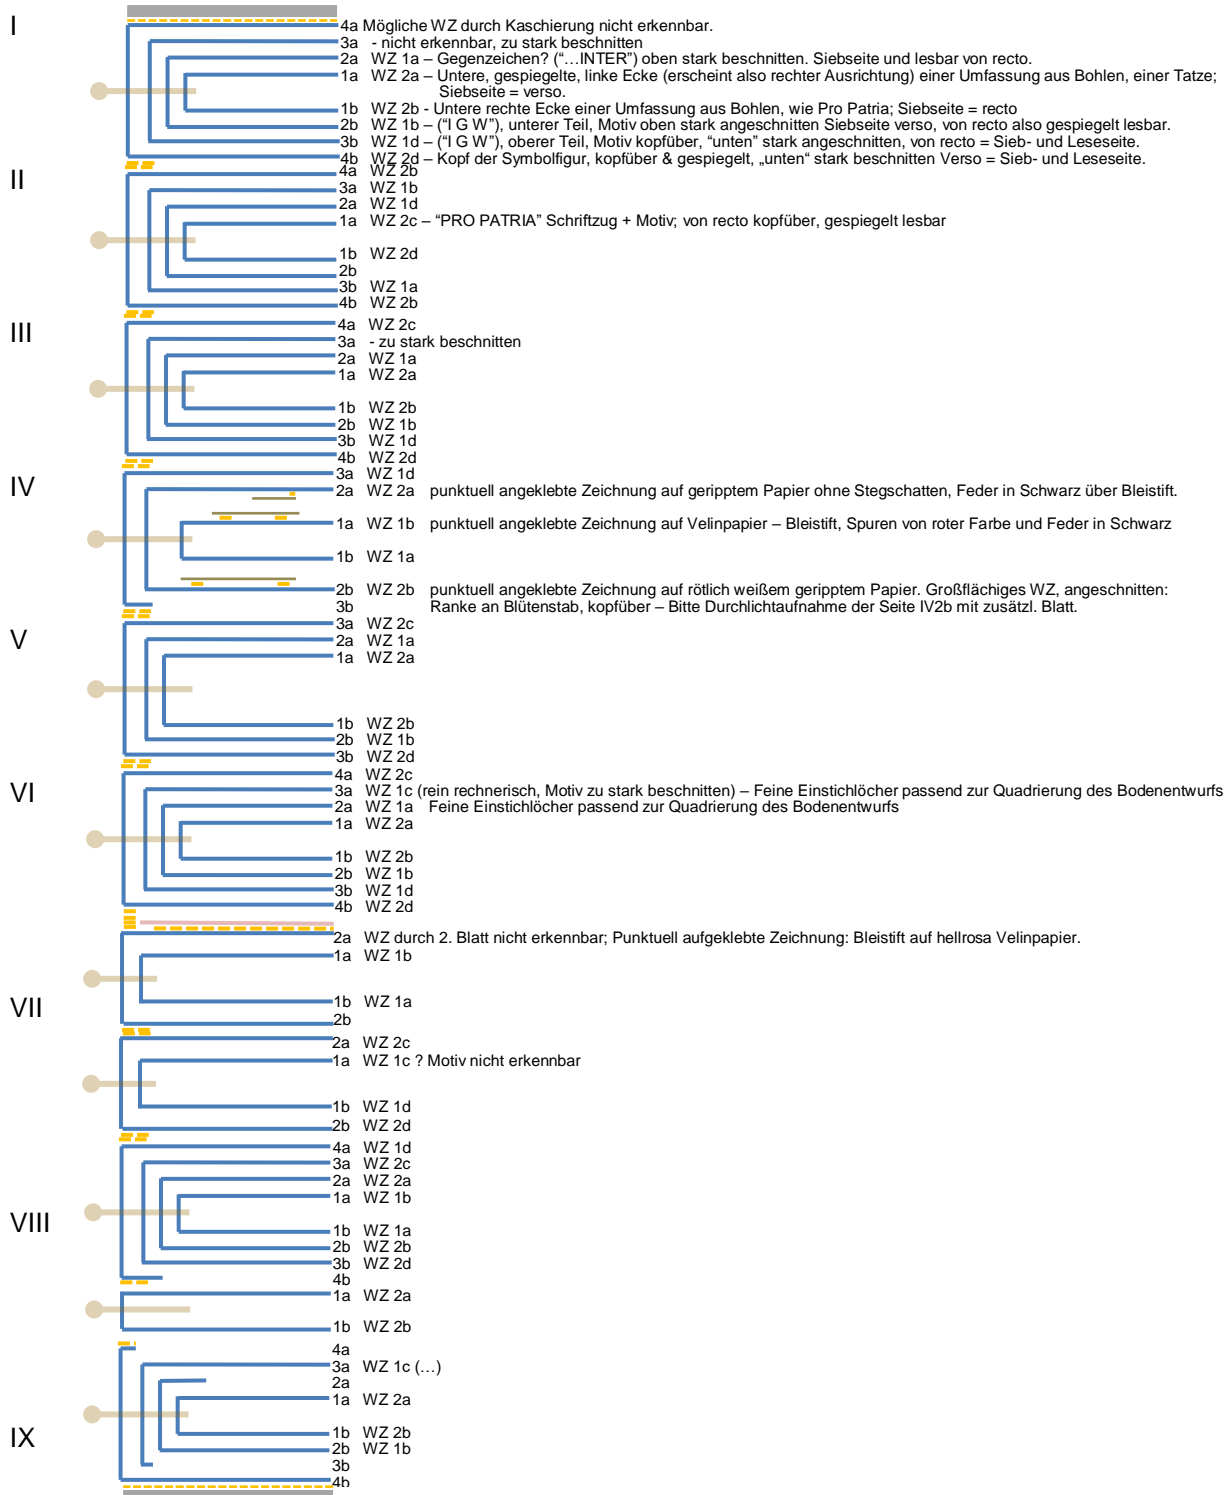 I
4a Mögliche WZ durch Kaschierung nicht erkennbar.
3a - nicht erkennbar, zu stark beschnitten
2a WZ 1a – Gegenzeichen? (“…INTER”) oben stark beschnitten. Siebseite und lesbar von recto.
1a WZ 2a – Untere, gespiegelte, linke Ecke (erscheint also rechter Ausrichtung) einer Umfassung aus Bohlen, einer Tatze;
Siebseite = verso.
1b WZ 2b - Untere rechte Ecke einer Umfassung aus Bohlen, wie Pro Patria; Siebseite = recto
2b WZ 1b – (“I G W”), unterer Teil, Motiv oben stark angeschnitten Siebseite verso, von recto also gespiegelt lesbar.
3b WZ 1d – (“I G W”), oberer Teil, Motiv kopfüber, “unten” stark angeschnitten, von recto = Sieb- und Leseseite.
4b WZ 2d – Kopf der Symbolfigur, kopfüber & gespiegelt, „unten“ stark beschnitten Verso = Sieb- und Leseseite.
II
4a WZ 2b
3a WZ 1b
2a WZ 1d
1a WZ 2c – “PRO PATRIA” Schriftzug + Motiv; von recto kopfüber, gespiegelt lesbar
1b WZ 2d
2b
3b WZ 1a
4b WZ 2b
III
4a WZ 2c
3a - zu stark beschnitten
2a WZ 1a
1a WZ 2a
1b WZ 2b
2b WZ 1b
3b WZ 1d
4b WZ 2d
IV
3a WZ 1d
2a WZ 2a punktuell angeklebte Zeichnung auf geripptem Papier ohne Stegschatten, Feder in Schwarz über Bleistift.
1a WZ 1b punktuell angeklebte Zeichnung auf Velinpapier – Bleistift, Spuren von roter Farbe und Feder in Schwarz
1b WZ 1a
2b WZ 2b punktuell angeklebte Zeichnung auf rötlich weißem geripptem Papier. Großflächiges WZ, angeschnitten:
3b Ranke an Blütenstab, kopfüber – Bitte Durchlichtaufnahme der Seite IV2b mit zusätzl. Blatt.
V
3a WZ 2c
2a WZ 1a
1a WZ 2a
1b WZ 2b
2b WZ 1b
3b WZ 2d
VI
4a WZ 2c
3a WZ 1c (rein rechnerisch, Motiv zu stark beschnitten) – Feine Einstichlöcher passend zur Quadrierung des Bodenentwurfs
2a WZ 1a Feine Einstichlöcher passend zur Quadrierung des Bodenentwurfs
1a WZ 2a
1b WZ 2b
2b WZ 1b
3b WZ 1d
4b WZ 2d
2a WZ durch 2. Blatt nicht erkennbar; Punktuell aufgeklebte Zeichnung: Bleistift auf hellrosa Velinpapier.
1a WZ 1b
VII
1b WZ 1a
2b
2a WZ 2c
1a WZ 1c ? Motiv nicht erkennbar
1b WZ 1d
2b WZ 2d
4a WZ 1d
3a WZ 2c
2a WZ 2a
1a WZ 1b
VIII
1b WZ 1a
2b WZ 2b
3b WZ 2d
4b
1a WZ 2a
1b WZ 2b
4a
3a WZ 1c (…)
2a
1a WZ 2a
IX
1b WZ 2b
2b WZ 1b
3b
4b